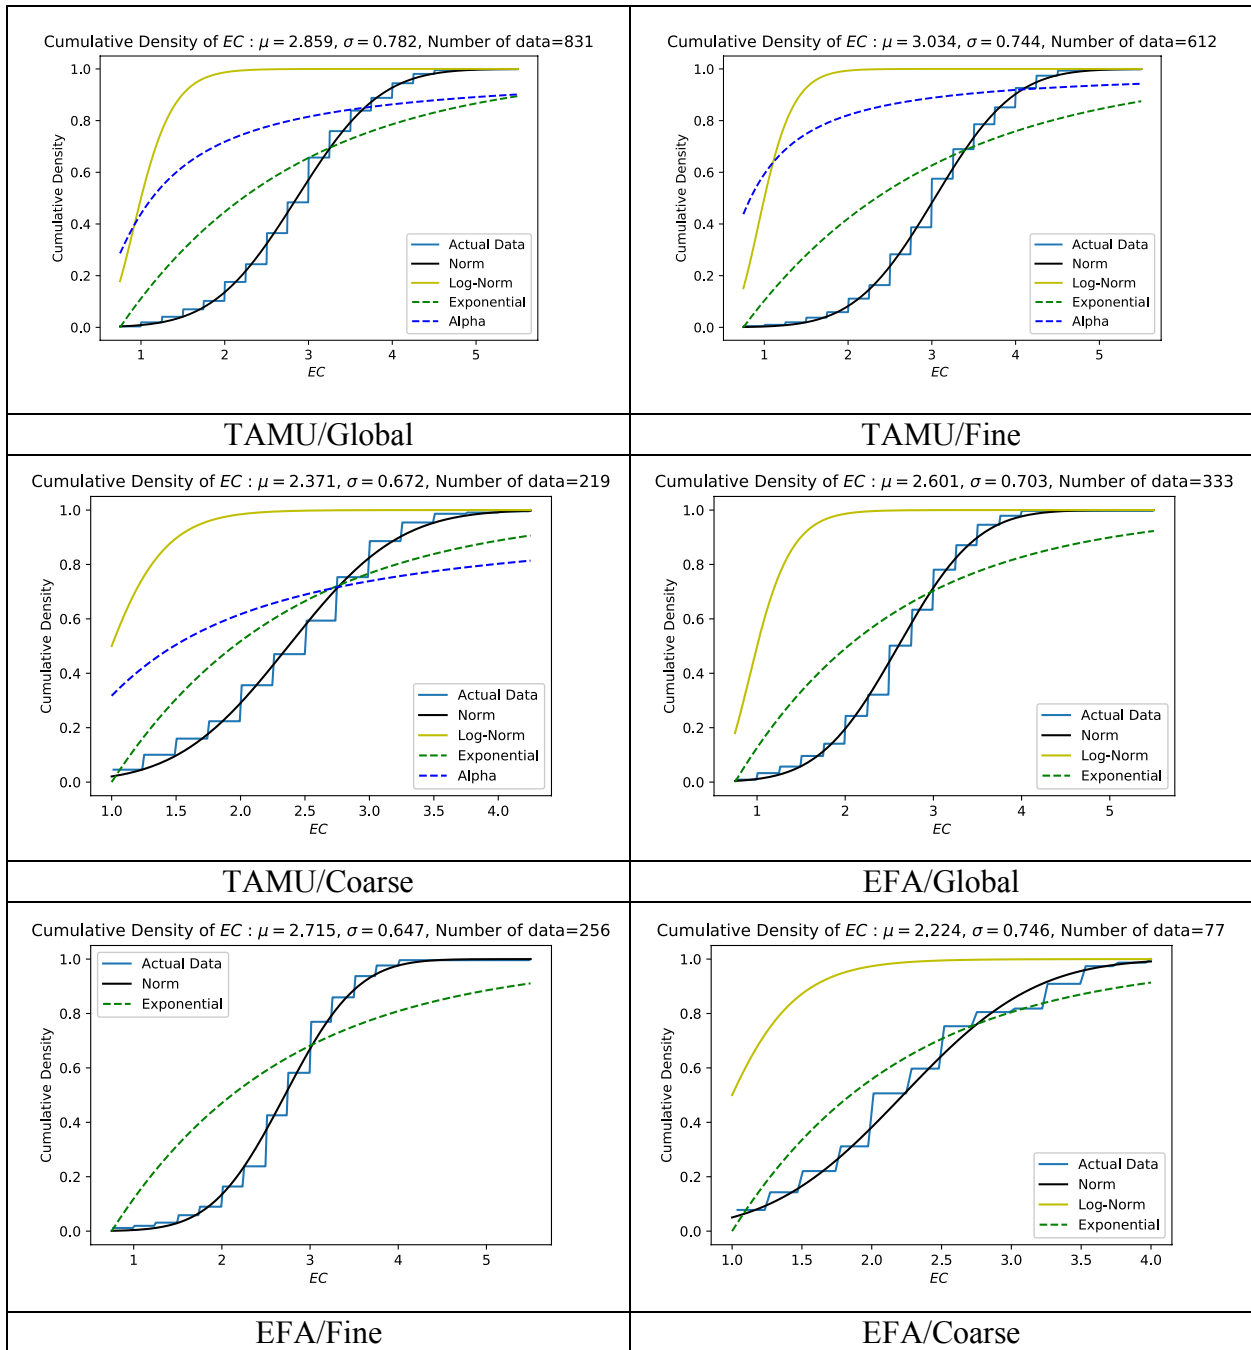 Cumulative Density of EC : μ = 2.859, σ = 0.782, Number of data=831
Cumulative Density
1.0
0.8
0.6
0.4
0.2
0.0
Actual Data
Norm
Log-Norm
Exponential
Alpha
1 2 3 4 5
EC
TAMU/Global
Cumulative Density of EC : μ = 3.034, σ = 0.744, Number of data=612
Cumulative Density
1.0
0.8
0.6
0.4
0.2
0.0
Actual Data
Norm
Log-Norm
Exponential
Alpha
1 2 3 4 5
EC
TAMU/Fine
Cumulative Density of EC : μ = 2.371, σ = 0.672, Number of data=219
Cumulative Density
1.0
0.8
0.6
0.4
0.2
0.0
Actual Data
Norm
Log-Norm
Exponential
Alpha
1.0 1.5 2.0 2.5 3.0 3.5 4.0
EC
TAMU/Coarse
Cumulative Density of EC : μ = 2.601, σ = 0.703, Number of data=333
Cumulative Density
1.0
0.8
0.6
0.4
0.2
0.0
Actual Data
Norm
Log-Norm
Exponential
1 2 3 4 5
EC
EFA/Global
Cumulative Density of EC : μ = 2.715, σ = 0.647, Number of data=256
Cumulative Density
1.0
0.8
0.6
0.4
0.2
0.0
Actual Data
Norm
Exponential
1 2 3 4 5
EC
EFA/Fine
Cumulative Density of EC : μ = 2.224, σ = 0.746, Number of data=77
Cumulative Density
1.0
0.8
0.6
0.4
0.2
0.0
Actual Data
Norm
Log-Norm
Exponential
1.0 1.5 2.0 2.5 3.0 3.5 4.0
EC
EFA/Coarse